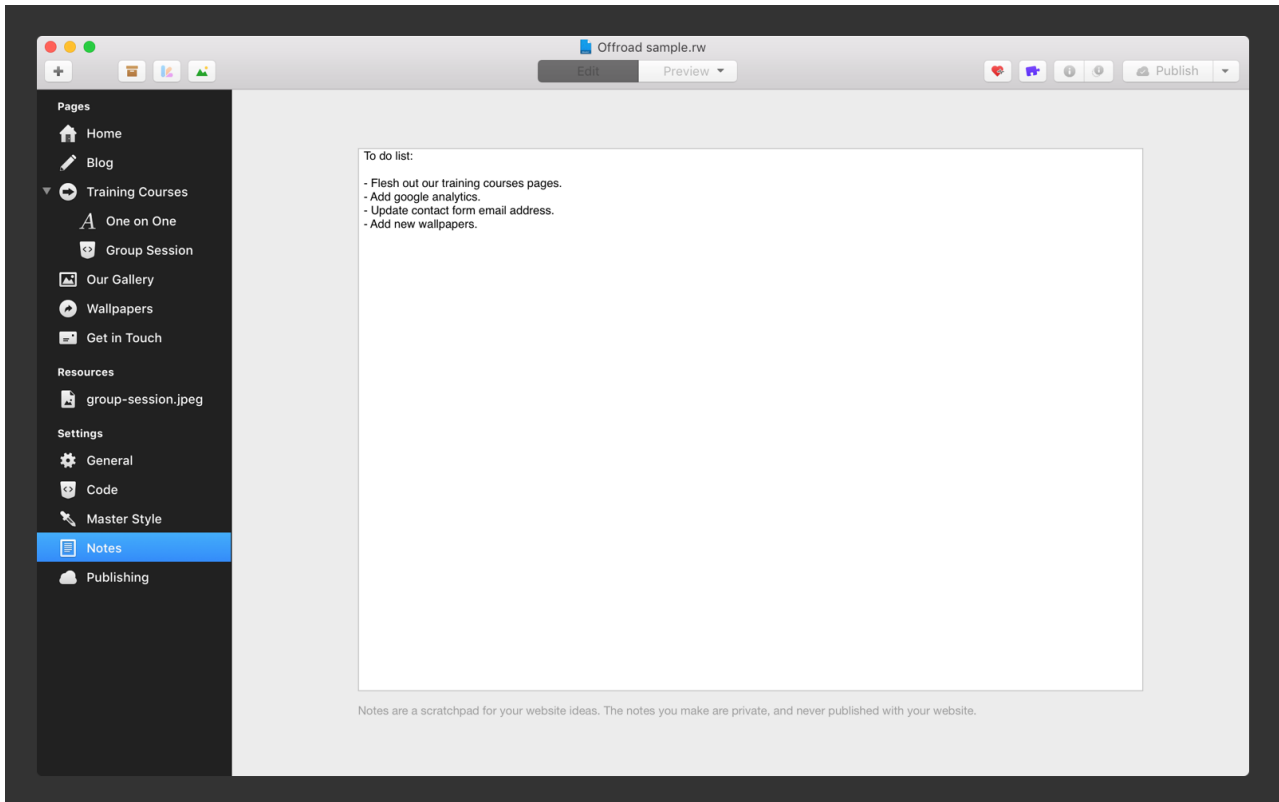 Offroad sample.rw
Edit
Preview
Publish
Pages
Home
Blog
Training Courses
One on One
Group Session
Our Gallery
Wallpapers
Get in Touch
Resources
group-session.jpeg
Settings
General
Code
Master Style
Notes
Publishing
To do list:
- Flesh out our training courses pages.
- Add google analytics.
- Update contact form email address.
- Add new wallpapers.
Notes are a scratchpad for your website ideas. The notes you make are private, and never published with your website.